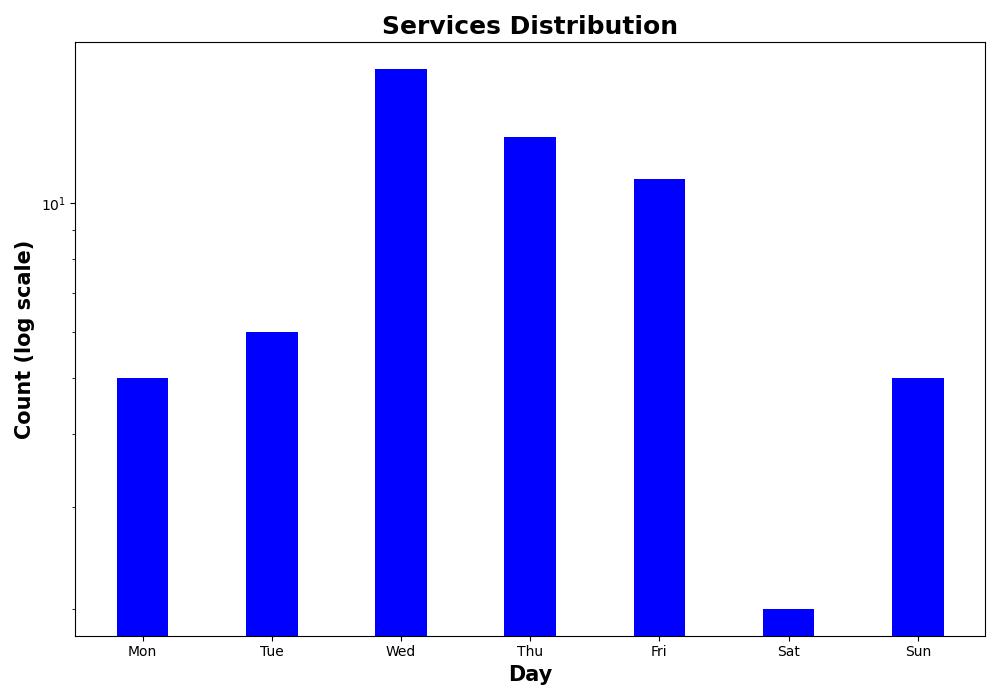 Services Distribution
10¹
Count (log scale)
Mon Tue Wed Thu Fri Sat Sun
Day